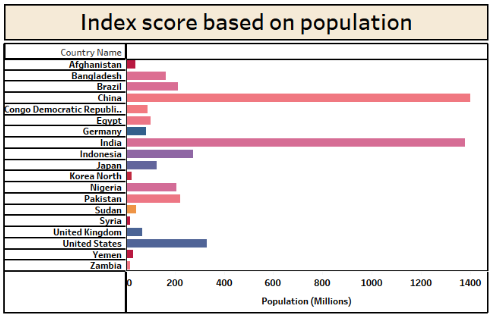 Index score based on population
Country Name
Afghanistan
Bangladesh
Brazil
China
Congo Democratic Republi..
Egypt
Germany
India
Indonesia
Japan
Korea North
Nigeria
Pakistan
Sudan
Syria
United Kingdom
United States
Yemen
Zambia
0 200 400 600 800 1000 1200 1400
Population (Millions)